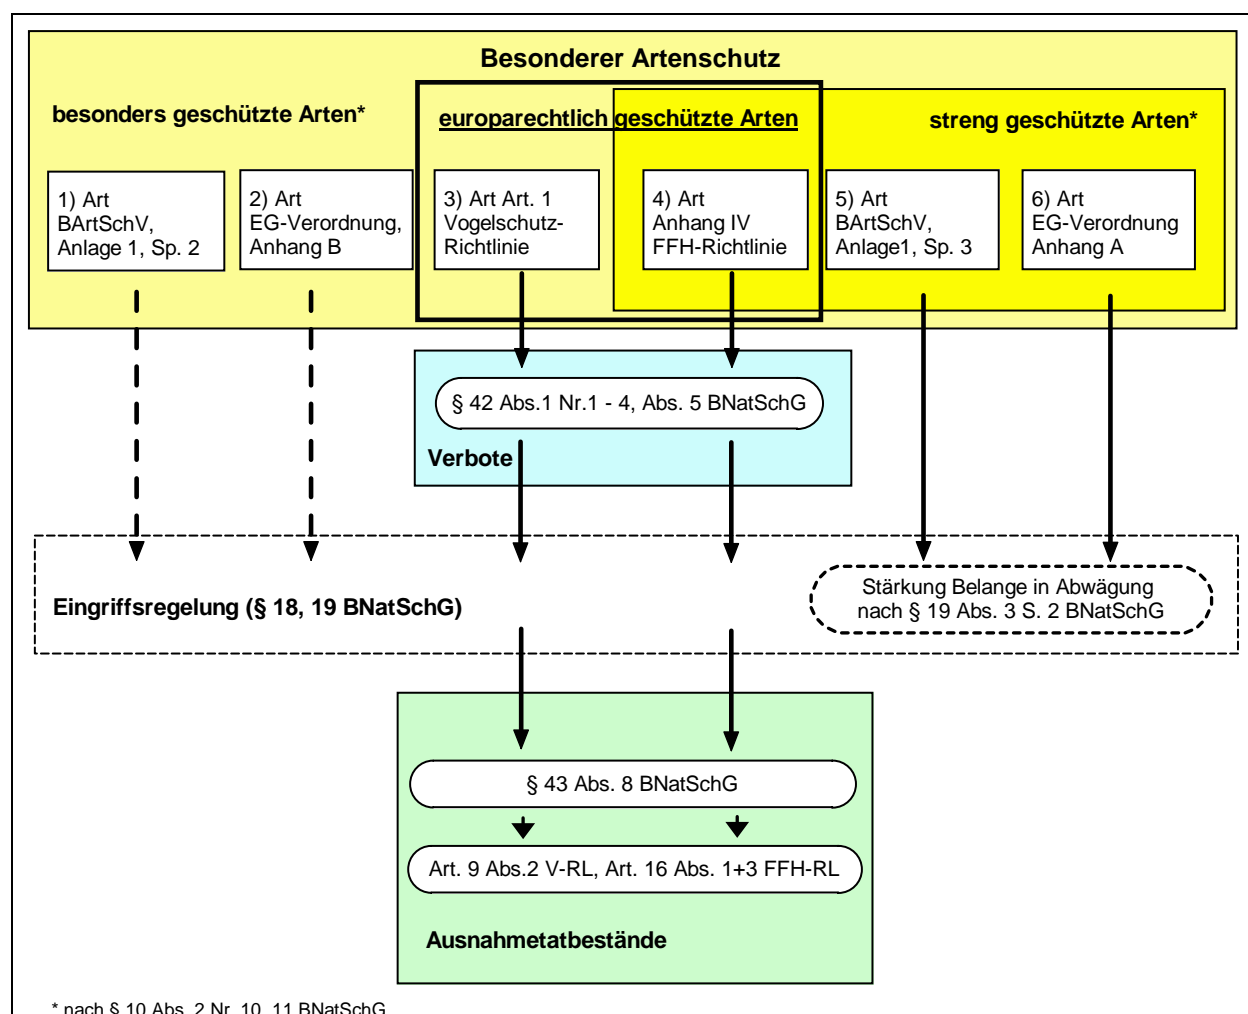 Besonderer Artenschutz
besonders geschützte Arten*
europarechtlich geschützte Arten
streng geschützte Arten*
1) Art
BArtSchV,
Anlage 1, Sp. 2
2) Art
EG-Verordnung,
Anhang B
3) Art Art. 1
Vogelschutz-
Richtlinie
4) Art
Anhang IV
FFH-Richtlinie
5) Art
BArtSchV,
Anlage1, Sp. 3
6) Art
EG-Verordnung
Anhang A
§ 42 Abs.1 Nr.1 - 4, Abs. 5 BNatSchG
Verbote
Eingriffsregelung (§ 18, 19 BNatSchG)
Stärkung Belange in Abwägung
nach § 19 Abs. 3 S. 2 BNatSchG
§ 43 Abs. 8 BNatSchG
Art. 9 Abs.2 V-RL, Art. 16 Abs. 1+3 FFH-RL
Ausnahmetatbestände
* nach § 10 Abs. 2 Nr. 10, 11 BNatSchG